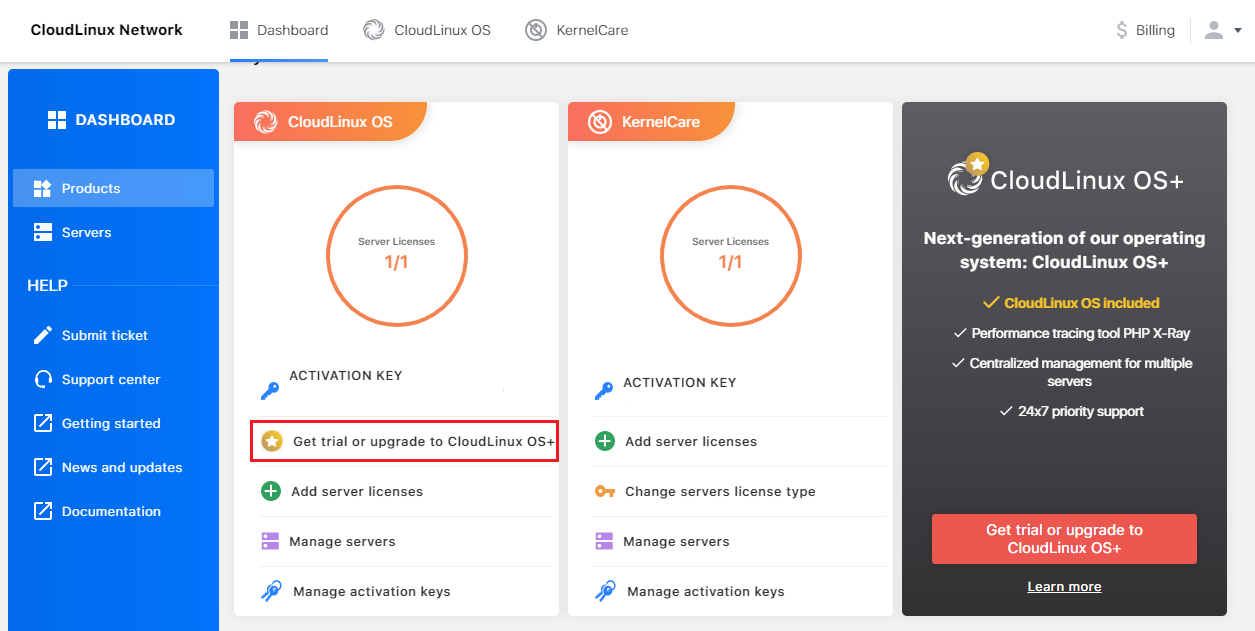 CloudLinux Network
Dashboard
CloudLinux OS
KernelCare
Billing
DASHBOARD
Products
Servers
HELP
Submit ticket
Support center
Getting started
News and updates
Documentation
CloudLinux OS
Server Licenses
1/1
ACTIVATION KEY
Get trial or upgrade to CloudLinux OS+
Add server licenses
Manage servers
Manage activation keys
KernelCare
Server Licenses
1/1
ACTIVATION KEY
Add server licenses
Change servers license type
Manage servers
Manage activation keys
CloudLinux OS+
Next-generation of our operating
system: CloudLinux OS+
CloudLinux OS included
Performance tracing tool PHP X-Ray
Centralized management for multiple
servers
24x7 priority support
Get trial or upgrade to
CloudLinux OS+
Learn more